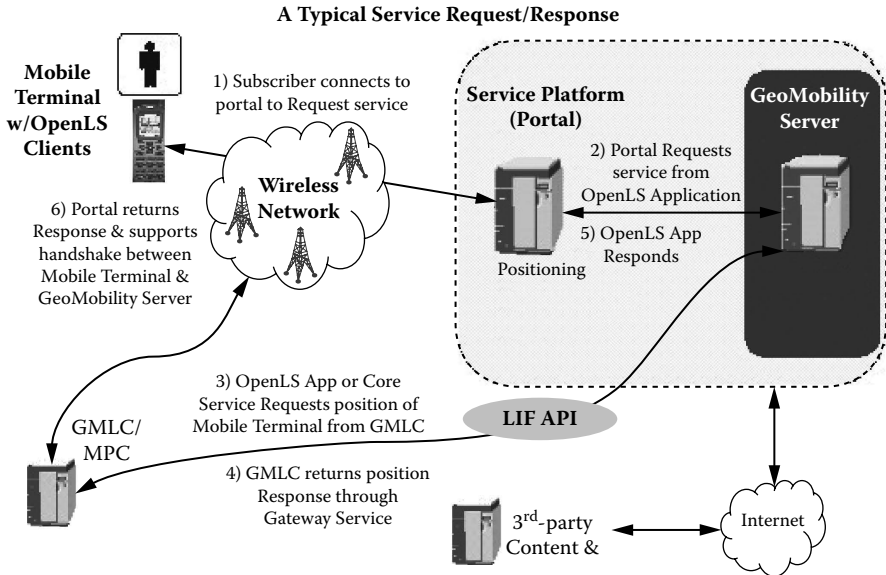 A Typical Service Request/Response
Mobile
Terminal
w/OpenLS
Clients
1) Subscriber connects to
portal to Request service
Wireless
Network
6) Portal returns
Response & supports
handshake between
Mobile Terminal &
GeoMobility Server
Service Platform
(Portal)
GeoMobility
Server
2) Portal Requests
service from
OpenLS Application
5) OpenLS App
Responds
Positioning
3) OpenLS App or Core
Service Requests position of
Mobile Terminal from GMLC
LIF API
GMLC/
MPC
4) GMLC returns position
Response through
Gateway Service
3rd-party
Content &
Internet